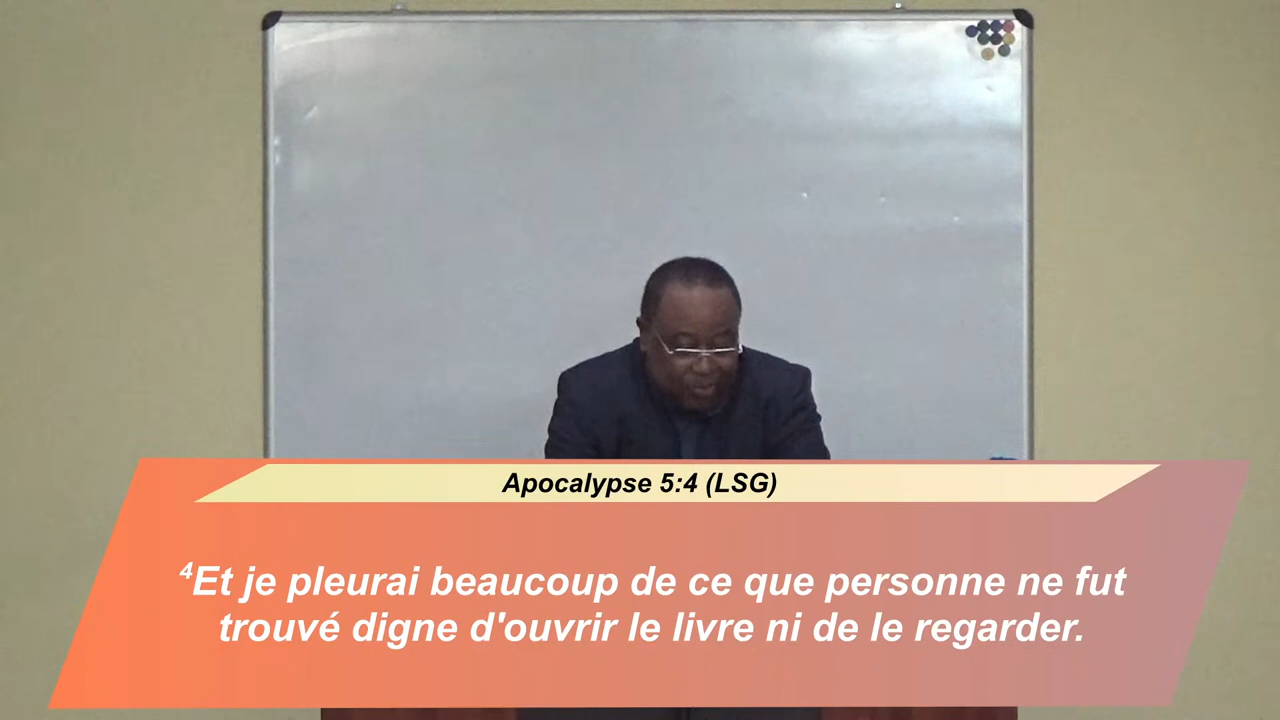 Apocalypse 5:4 (LSG)
⁴Et je pleurai beaucoup de ce que personne ne fut
trouvé digne d'ouvrir le livre ni de le regarder.